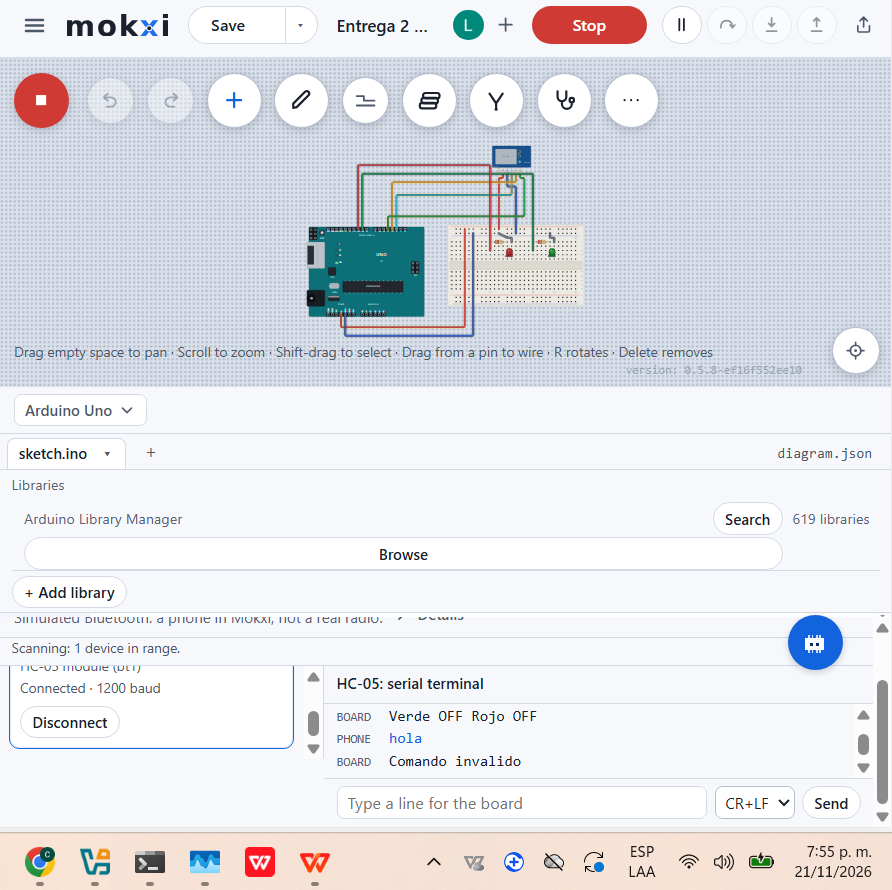 mokxi
Save
Entrega 2 ...
L
Stop
UNO
Drag empty space to pan · Scroll to zoom · Shift-drag to select · Drag from a pin to wire · R rotates · Delete removes
version: 0.5.8-ef16f552ee10
Arduino Uno
sketch.ino
diagram.json
Libraries
Arduino Library Manager
Search
619 libraries
Browse
+ Add library
Simulated Bluetooth: a phone in Mokxi, not a real radio.
Details
Scanning: 1 device in range.
HC-05 module (bt1)
Connected · 1200 baud
Disconnect
HC-05: serial terminal
BOARD Verde OFF Rojo OFF
PHONE hola
BOARD Comando invalido
Type a line for the board
CR+LF
Send
ESP
LAA
7:55 p. m.
21/11/2026